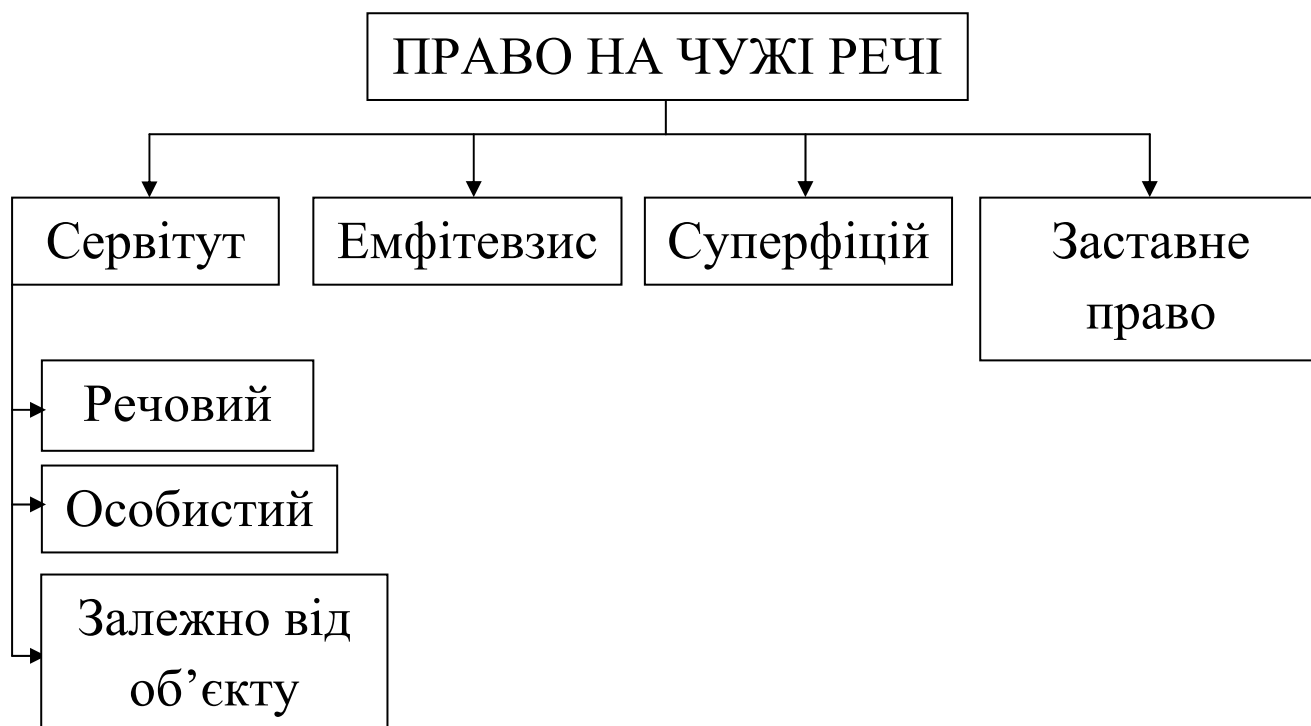 ПРАВО НА ЧУЖІ РЕЧІ
Сервітут
Емфітевзис
Суперфіцій
Заставне
право
Речовий
Особистий
Залежно від
об’єкту